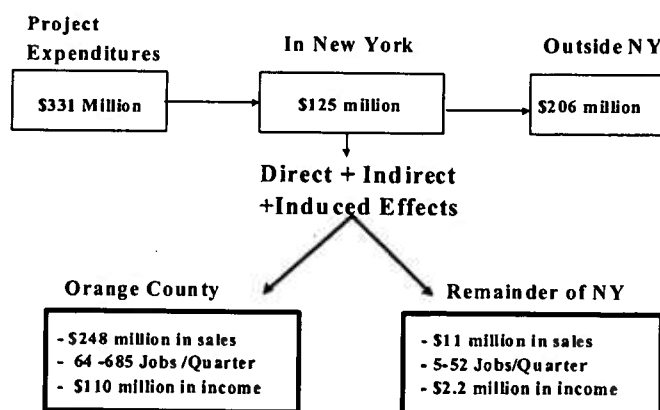 Project
Expenditures
In New York
Outside NY
$331 Million
$125 million
$206 million
Direct + Indirect
+Induced Effects
Orange County
Remainder of NY
- $248 million in sales
- 64 -685 Jobs /Quarter
- $110 million in income
- $11 million in sales
- 5-52 Jobs/Quarter
- $2.2 million in income